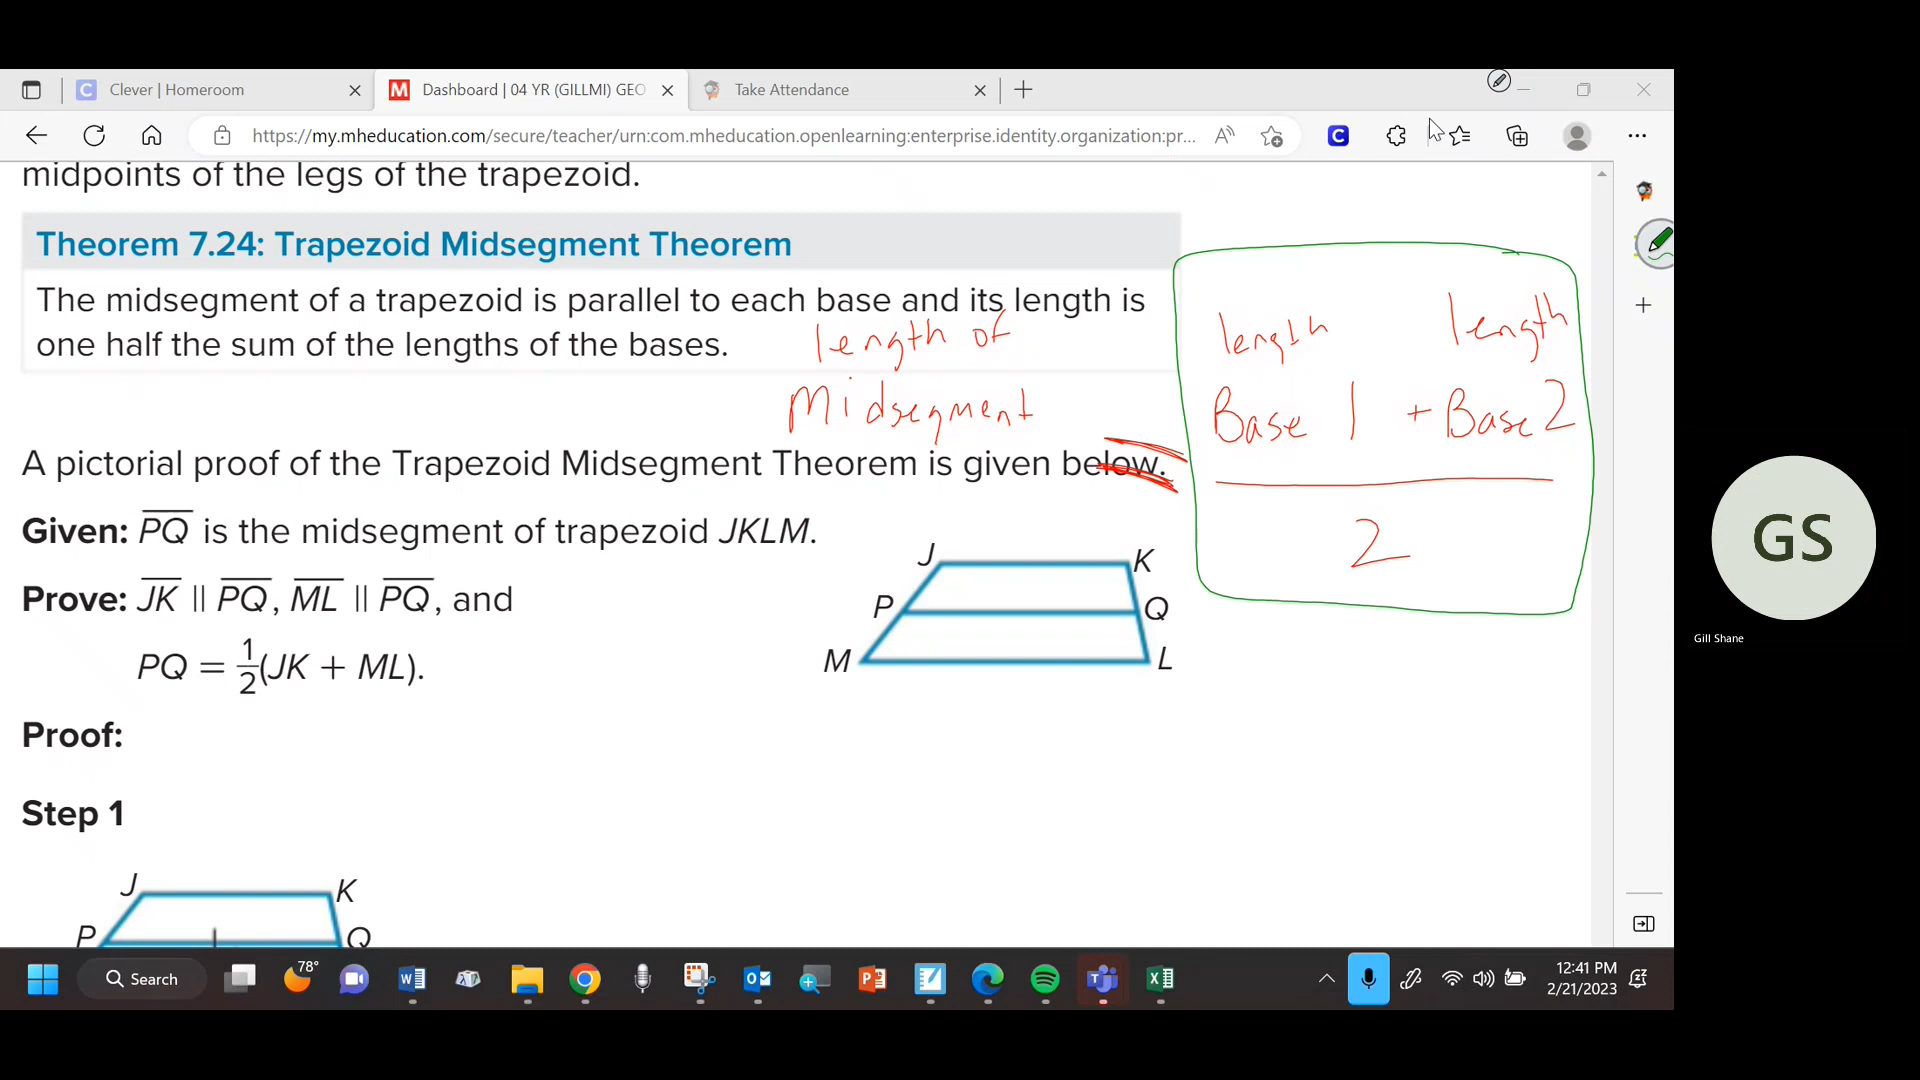 Clever | Homeroom
Dashboard | 04 YR (GILLMI) GEO
Take Attendance
https://my.mheducation.com/secure/teacher/urn:com.mheducation.openlearning:enterprise.identity.organization:pr...
midpoints of the legs of the trapezoid.
Theorem 7.24: Trapezoid Midsegment Theorem
The midsegment of a trapezoid is parallel to each base and its length is
one half the sum of the lengths of the bases.
length of
Midsegment
=
length length
Base 1 + Base 2
2
A pictorial proof of the Trapezoid Midsegment Theorem is given below.
Given: P̅Q̅ is the midsegment of trapezoid JKLM.
Prove: J̅K̅ || P̅Q̅, M̅L̅ || P̅Q̅, and
PQ = 1/2(JK + ML).
J K
P Q
M L
Proof:
Step 1
J K
P Q
GS
Gill Shane
Search
78°
12:41 PM
2/21/2023